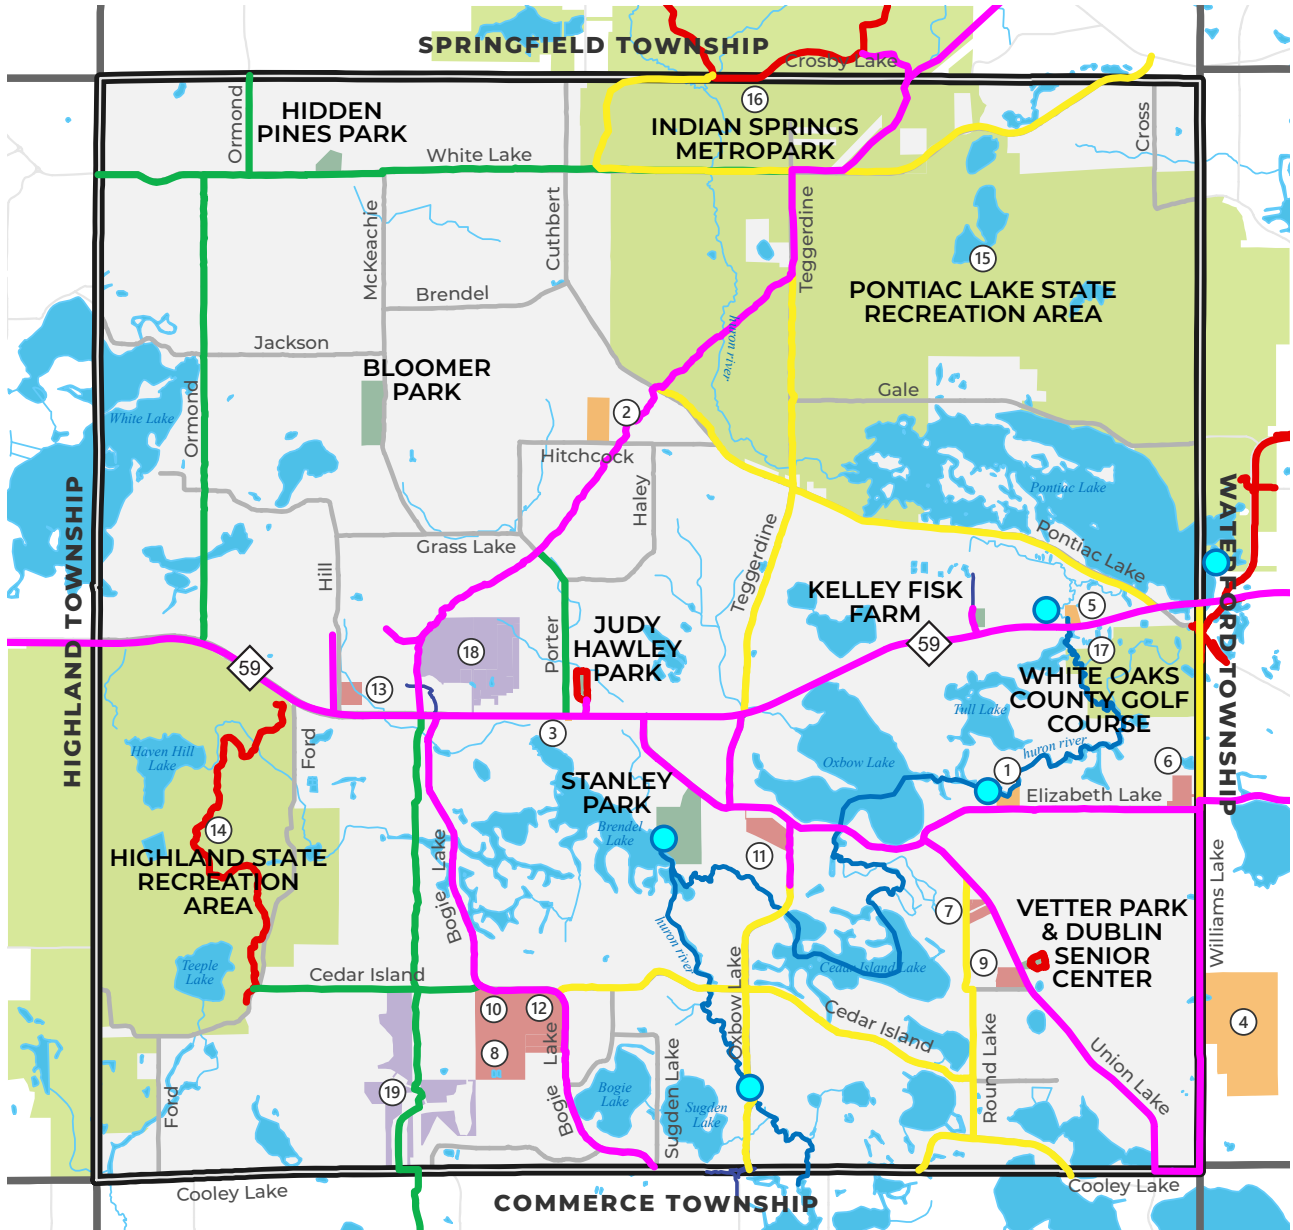 SPRINGFIELD TOWNSHIP
Crosby Lake
16
HIDDEN
PINES PARK
INDIAN SPRINGS
METROPARK
Ormond
White Lake
Cross
McKeachie
Cuthbert
Teggerdine
15
PONTIAC LAKE STATE
RECREATION AREA
Brendel
huron river
Jackson
BLOOMER
PARK
Gale
White Lake
Ormond
2
Hitchcock
Haley
Pontiac Lake
HIGHLAND TOWNSHIP
WATERFORD TOWNSHIP
Grass Lake
Teggerdine
Pontiac Lake
Hill
KELLEY FISK
FARM
5
59
JUDY
HAWLEY
PARK
Porter
18
59
17
WHITE OAKS
COUNTY GOLF
COURSE
13
Tull Lake
3
Ford
Haven Hill
Lake
huron river
Oxbow Lake
1
6
STANLEY
PARK
Elizabeth Lake
14
Brendel
Lake
HIGHLAND STATE
RECREATION
AREA
11
Bogie Lake
7
VETTER PARK
& DUBLIN
SENIOR
CENTER
Williams Lake
huron river
Teeple
Lake
Cedar Island
Cedar Island Lake
9
Oxbow Lake
10
12
Cedar Island
4
8
Bogie Lake
Sugden Lake
Round Lake
Union Lake
19
Ford
Bogie
Lake
Sugden
Lake
Cooley Lake
Cooley Lake
COMMERCE TOWNSHIP